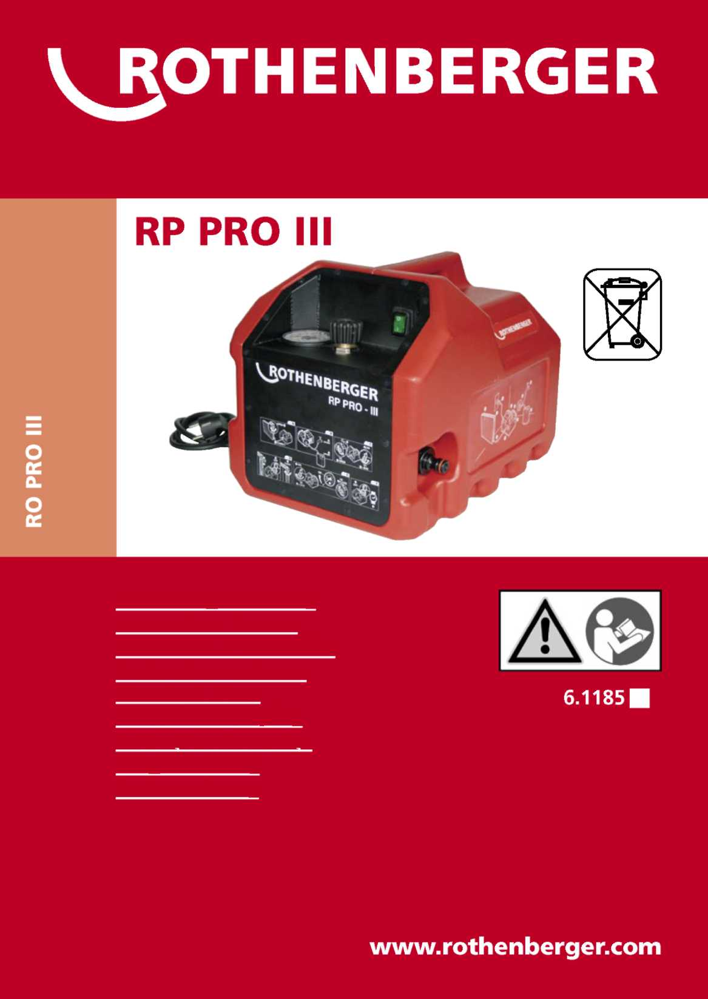 ROTHENBERGER
RP PRO III
RO PRO III
ROTHENBERGER
ROTHENBERGER
RP PRO - III
6.1185
www.rothenberger.com